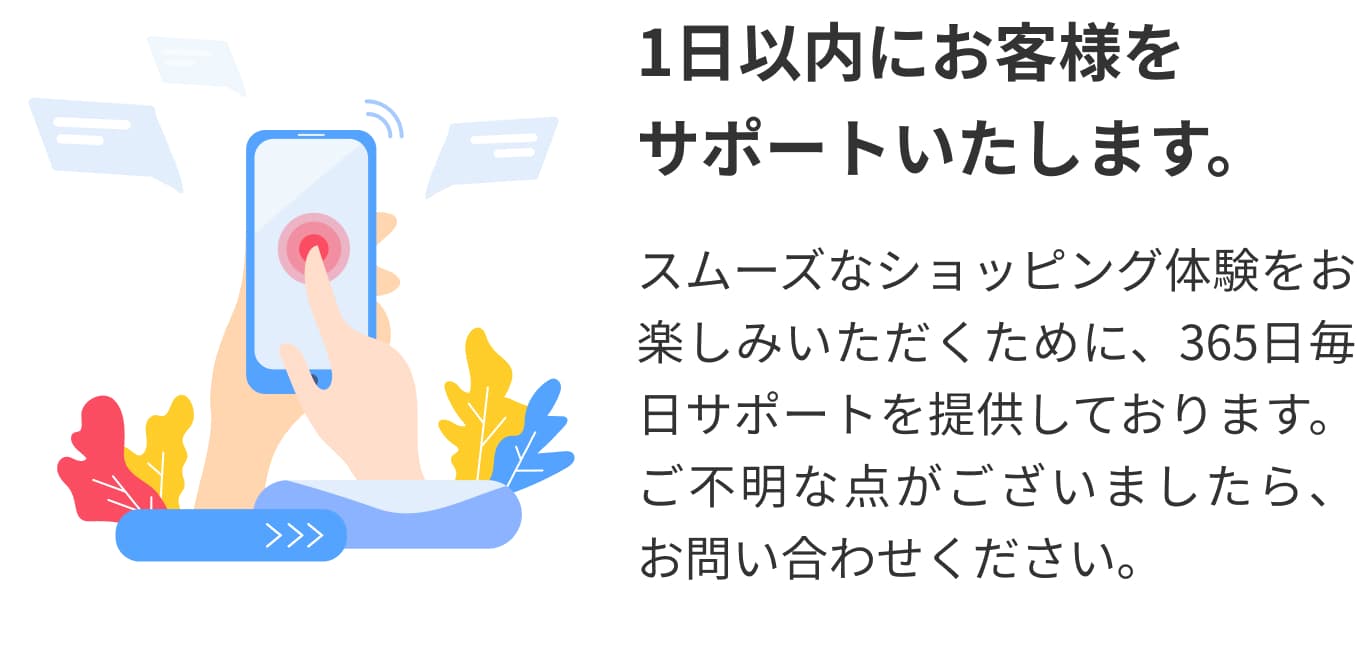 1日以内にお客様を
サポートいたします。
スムーズなショッピング体験をお
楽しみいただくために、365日毎
日サポートを提供しております。
ご不明な点がございましたら、
お問い合わせください。